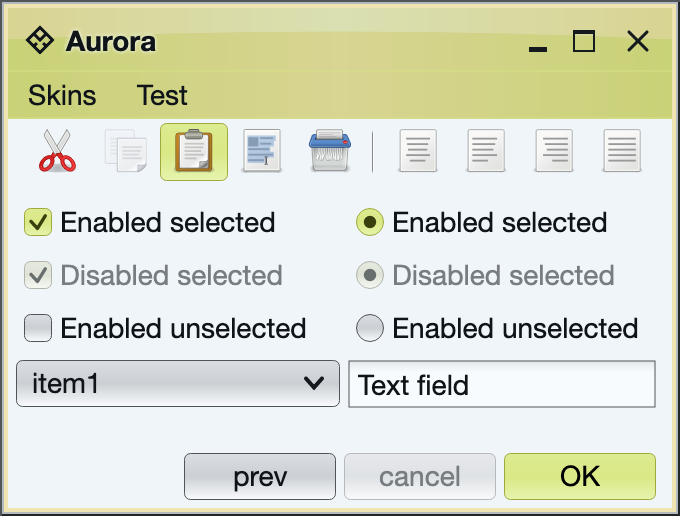 Aurora
Skins Test
Enabled selected Enabled selected
Disabled selected Disabled selected
Enabled unselected Enabled unselected
item1 Text field
prev cancel OK